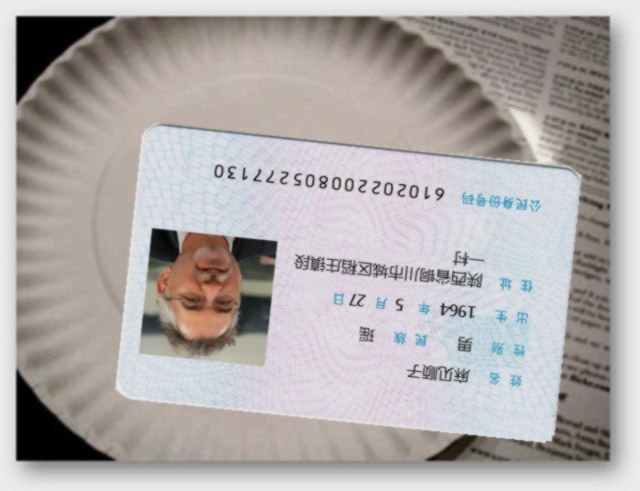 姓名 麻见顺子
性别 男 民族 瑶
出生 1964 年 5 月 27 日
住址 陕西省铜川市城区稻庄镇段
一村
公民身份号码 610202200805277130